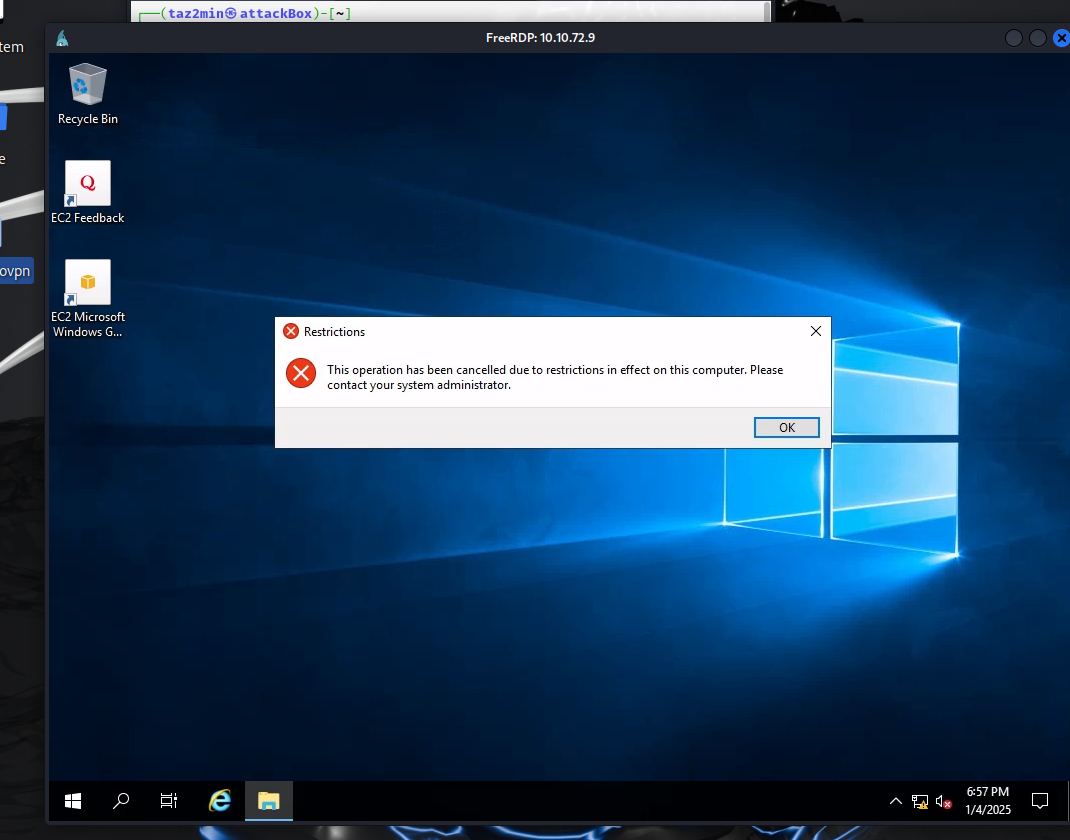 ┌──(taz2min㉿attackBox)-[~]
tem
FreeRDP: 10.10.72.9
Recycle Bin
e
Q
EC2 Feedback
ovpn
EC2 Microsoft
Windows G...
Restrictions
This operation has been cancelled due to restrictions in effect on this computer. Please
contact your system administrator.
OK
6:57 PM
1/4/2025